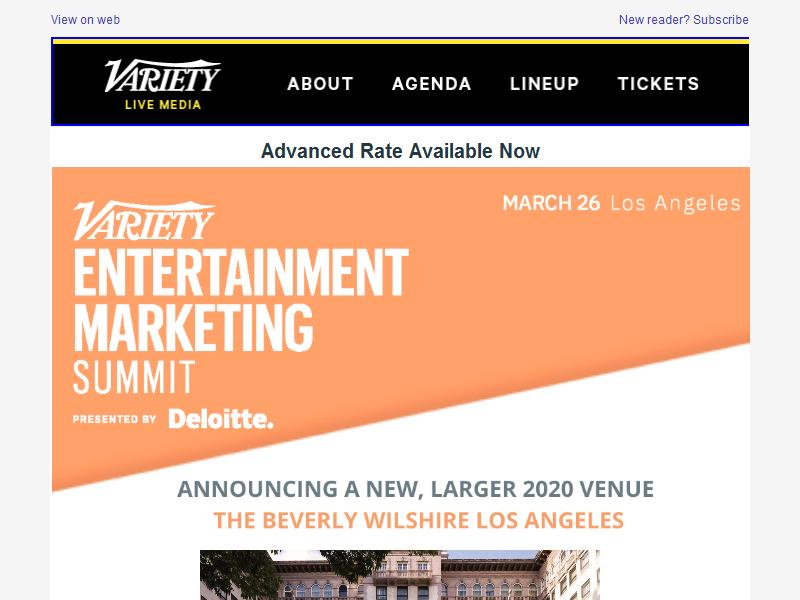 View on web
New reader? Subscribe
VARIETY
LIVE MEDIA
ABOUT
AGENDA
LINEUP
TICKETS
Advanced Rate Available Now
MARCH 26 Los Angeles
VARIETY
ENTERTAINMENT
MARKETING
SUMMIT
PRESENTED BY Deloitte.
ANNOUNCING A NEW, LARGER 2020 VENUE
THE BEVERLY WILSHIRE LOS ANGELES